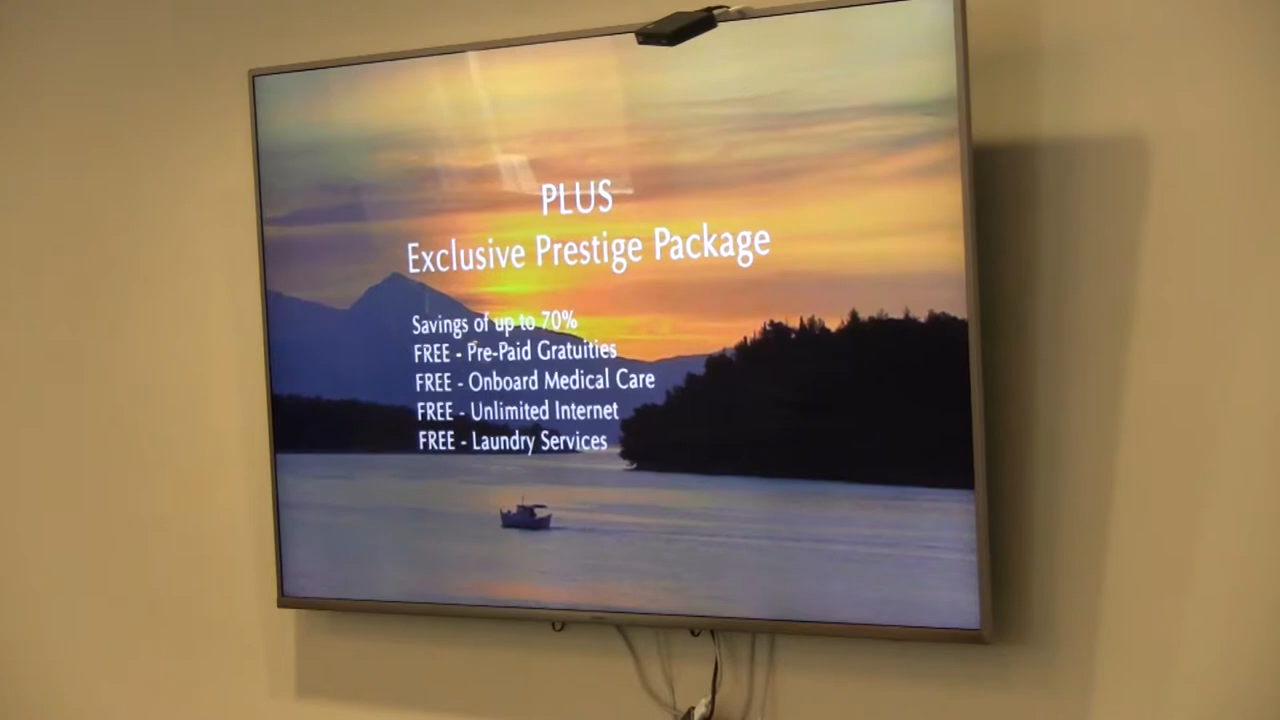 PLUS
Exclusive Prestige Package
Savings of up to 70%
FREE - Pre-Paid Gratuities
FREE - Onboard Medical Care
FREE - Unlimited Internet
FREE - Laundry Services